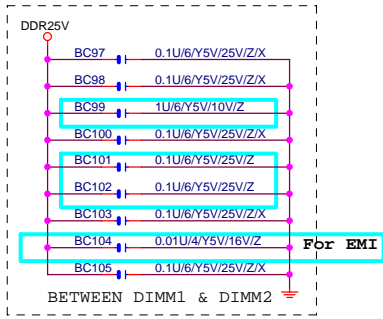 DDR25V
BC97 0.1U/6/Y5V/25V/Z/X
BC98 0.1U/6/Y5V/25V/Z/X
BC99 1U/6/Y5V/10V/Z
BC100 0.1U/6/Y5V/25V/Z/X
BC101 0.1U/6/Y5V/25V/Z
BC102 0.1U/6/Y5V/25V/Z
BC103 0.1U/6/Y5V/25V/Z/X
BC104 0.01U/4/Y5V/16V/Z For EMI
BC105 0.1U/6/Y5V/25V/Z/X
BETWEEN DIMM1 & DIMM2